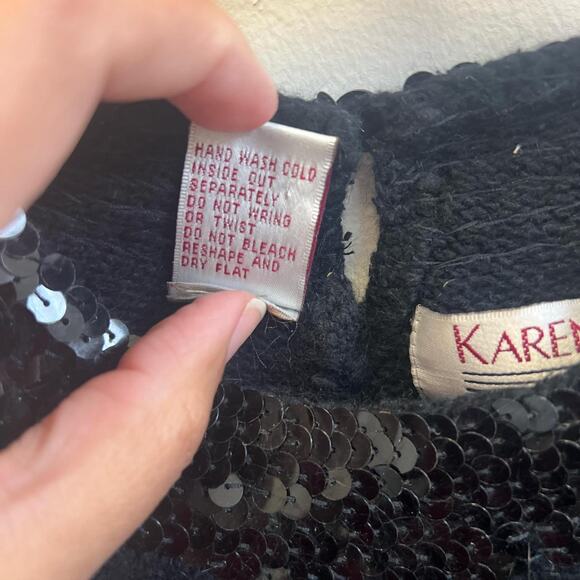 HAND WASH COLD
INSIDE OUT
SEPARATELY
DO NOT WRING
OR TWIST
DO NOT BLEACH
RESHAPE AND
DRY FLAT
KAREN